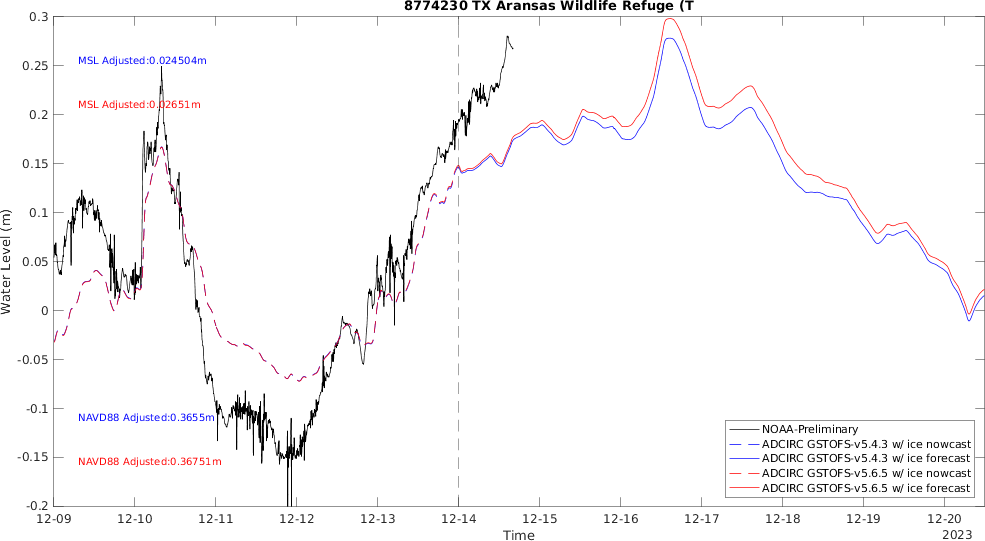 8774230 TX Aransas Wildlife Refuge (T
0.3
0.25
0.2
0.15
0.1
0.05
0
-0.05
-0.1
-0.15
-0.2
Water Level (m)
MSL Adjusted:0.024504m
MSL Adjusted:0.02651m
NAVD88 Adjusted:0.3655m
NAVD88 Adjusted:0.36751m
NOAA-Preliminary
ADCIRC GSTOFS-v5.4.3 w/ ice nowcast
ADCIRC GSTOFS-v5.4.3 w/ ice forecast
ADCIRC GSTOFS-v5.6.5 w/ ice nowcast
ADCIRC GSTOFS-v5.6.5 w/ ice forecast
12-09 12-10 12-11 12-12 12-13 12-14 12-15 12-16 12-17 12-18 12-19 12-20
2023
Time